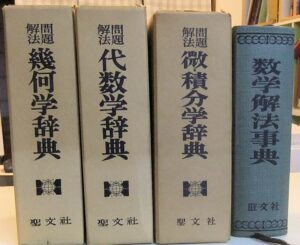 問題解法
幾何学辞典
聖文社
問題解法
代数学辞典
聖文社
問題解法
微積分学辞典
聖文社
数学解法事典
旺文社